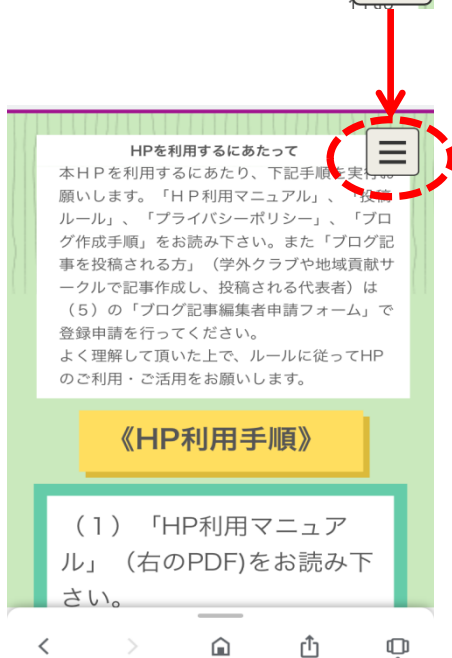 HPを利用するにあたって
本ＨＰを利用するにあたり、下記手順を実行お
願いします。「ＨＰ利用マニュアル」、「投稿
ルール」、「プライバシーポリシー」、「ブロ
グ作成手順」をお読み下さい。また「ブログ記
事を投稿される方」（学外クラブや地域貢献サ
ークルで記事作成し、投稿される代表者）は
（５）の「ブログ記事編集者申請フォーム」で
登録申請を行ってください。
よく理解して頂いた上で、ルールに従ってHP
のご利用・ご活用をお願いします。
《HP利用手順》
（１）「HP利用マニュア
ル」（右のPDF)をお読み下
さい。